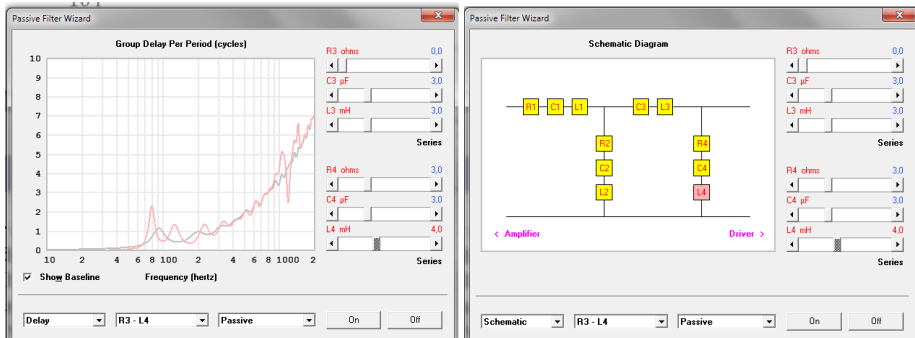 Passive Filter Wizard
Group Delay Per Period (cycles)
10
9
8
7
6
5
4
3
2
1
0
10 2 4 6 8 100 2 4 6 8 1000 2
Show Baseline
Frequency (hertz)
R3 ohms 0,0
C3 µF 3,0
L3 mH 3,0
Series
R4 ohms 3,0
C4 µF 3,0
L4 mH 4,0
Series
Delay
R3 - L4
Passive
On
Off
Passive Filter Wizard
Schematic Diagram
R1 C1 L1 C3 L3
R2 R4
C2 C4
L2 L4
< Amplifier Driver >
R3 ohms 0,0
C3 µF 3,0
L3 mH 3,0
Series
R4 ohms 3,0
C4 µF 3,0
L4 mH 4,0
Series
Schematic
R3 - L4
Passive
On
Off